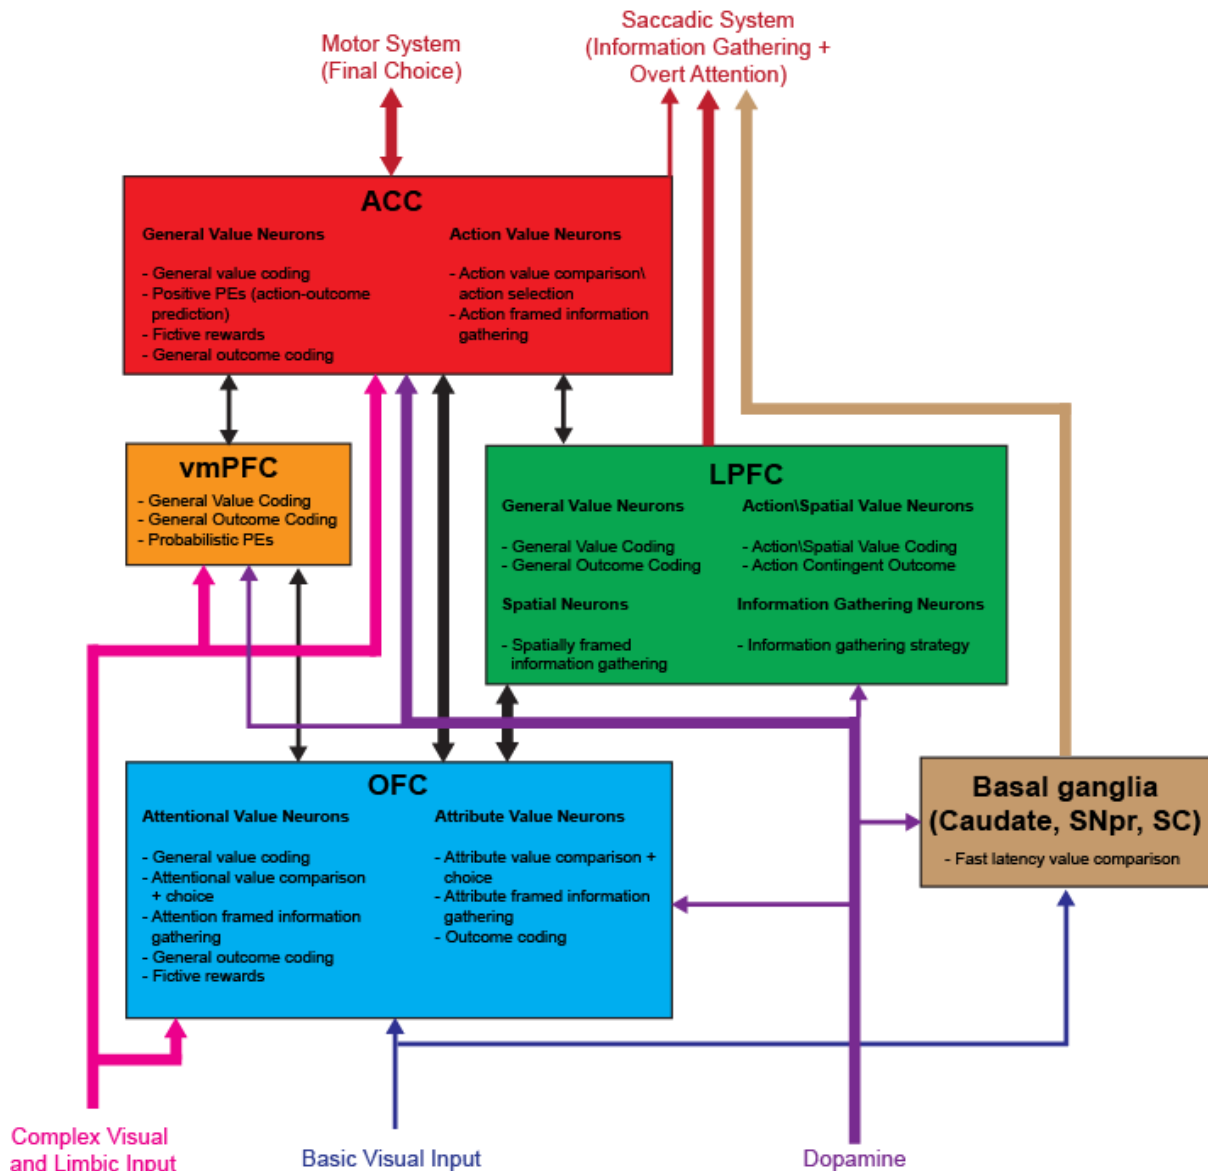 Motor System
(Final Choice)
Saccadic System
(Information Gathering +
Overt Attention)
ACC
General Value Neurons
- General value coding
- Positive PEs (action-outcome
prediction)
- Fictive rewards
- General outcome coding
Action Value Neurons
- Action value comparison\
action selection
- Action framed information
gathering
vmPFC
- General Value Coding
- General Outcome Coding
- Probabilistic PEs
LPFC
General Value Neurons
- General Value Coding
- General Outcome Coding
Action\Spatial Value Neurons
- Action\Spatial Value Coding
- Action Contingent Outcome
Spatial Neurons
- Spatially framed
information gathering
Information Gathering Neurons
- Information gathering strategy
OFC
Attentional Value Neurons
- General value coding
- Attentional value comparison
+ choice
- Attention framed information
gathering
- General outcome coding
- Fictive rewards
Attribute Value Neurons
- Attribute value comparison +
choice
- Attribute framed information
gathering
- Outcome coding
Basal ganglia
(Caudate, SNpr, SC)
- Fast latency value comparison
Complex Visual
and Limbic Input
Basic Visual Input
Dopamine